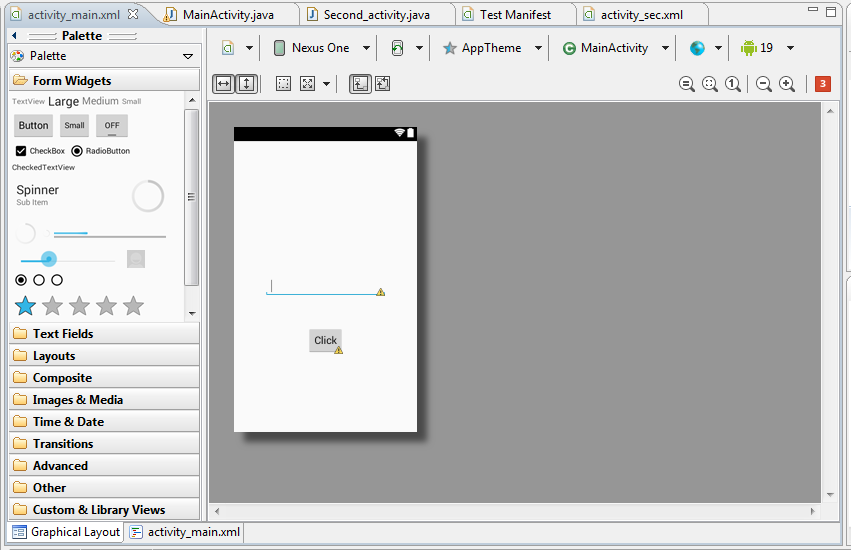 activity_main.xml MainActivity.java Second_activity.java Test Manifest activity_sec.xml
Palette
Palette
Nexus One AppTheme MainActivity 19
Form Widgets
3
TextView Large Medium Small
Button Small OFF
CheckBox RadioButton
CheckedTextView
Spinner
Sub Item
Click
Text Fields
Layouts
Composite
Images & Media
Time & Date
Transitions
Advanced
Other
Custom & Library Views
Graphical Layout activity_main.xml